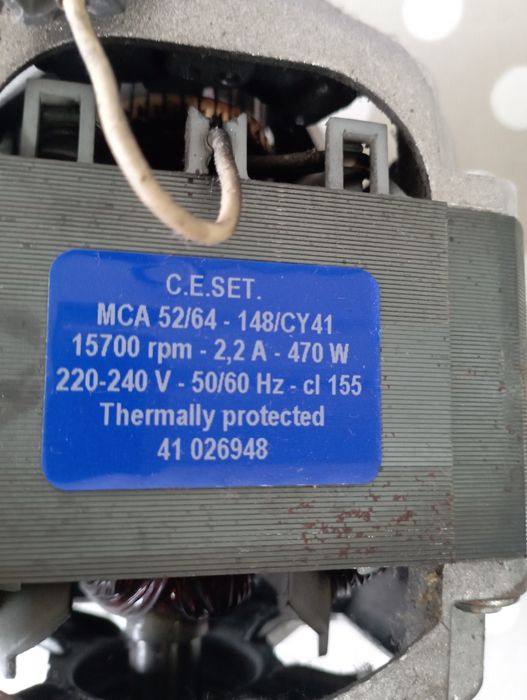 C.E.SET.
MCA 52/64 - 148/CY41
15700 rpm - 2,2 A - 470 W
220-240 V - 50/60 Hz - cl 155
Thermally protected
41 026948